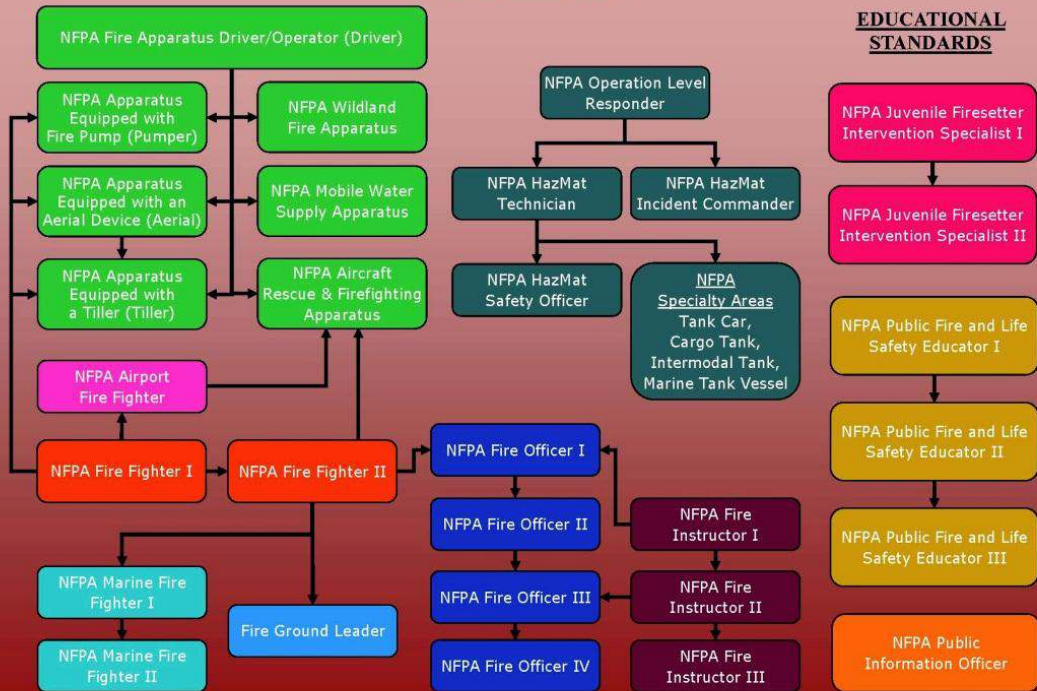 EDUCATIONAL
STANDARDS
NFPA Fire Apparatus Driver/Operator (Driver)
NFPA Apparatus
Equipped with
Fire Pump (Pumper)
NFPA Wildland
Fire Apparatus
NFPA Apparatus
Equipped with an
Aerial Device (Aerial)
NFPA Mobile Water
Supply Apparatus
NFPA Apparatus
Equipped with
a Tiller (Tiller)
NFPA Aircraft
Rescue & Firefighting
Apparatus
NFPA Airport
Fire Fighter
NFPA Fire Fighter I
NFPA Fire Fighter II
NFPA Marine Fire
Fighter I
NFPA Marine Fire
Fighter II
Fire Ground Leader
NFPA Operation Level
Responder
NFPA HazMat
Technician
NFPA HazMat
Incident Commander
NFPA HazMat
Safety Officer
NFPA
Specialty Areas
Tank Car,
Cargo Tank,
Intermodal Tank,
Marine Tank Vessel
NFPA Fire Officer I
NFPA Fire Officer II
NFPA Fire Officer III
NFPA Fire Officer IV
NFPA Fire
Instructor I
NFPA Fire
Instructor II
NFPA Fire
Instructor III
NFPA Juvenile Firesetter
Intervention Specialist I
NFPA Juvenile Firesetter
Intervention Specialist II
NFPA Public Fire and Life
Safety Educator I
NFPA Public Fire and Life
Safety Educator II
NFPA Public Fire and Life
Safety Educator III
NFPA Public
Information Officer